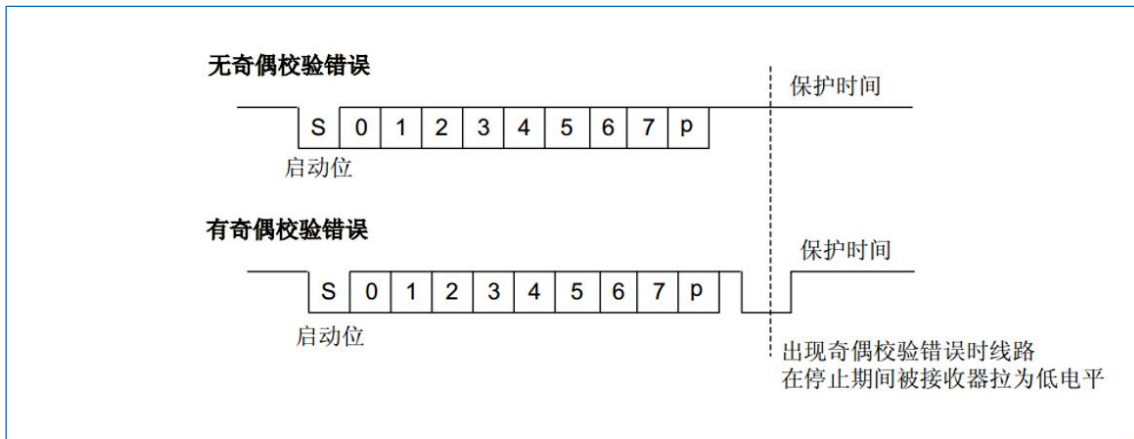 无奇偶校验错误
保护时间
S 0 1 2 3 4 5 6 7 p
启动位
有奇偶校验错误
保护时间
S 0 1 2 3 4 5 6 7 p
启动位
出现奇偶校验错误时线路
在停止期间被接收器拉为低电平